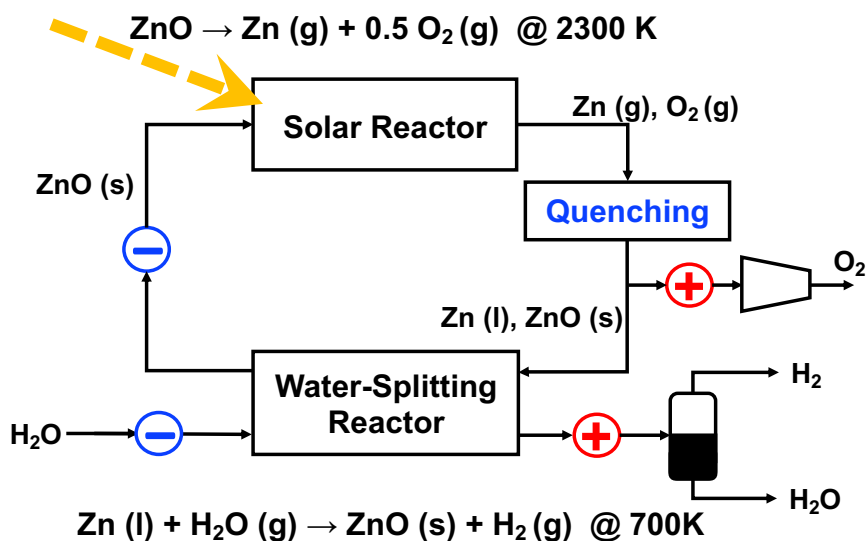 ZnO → Zn (g) + 0.5 O₂ (g) @ 2300 K
Solar Reactor
Zn (g), O₂ (g)
ZnO (s)
Quenching
−
+
O₂
Zn (l), ZnO (s)
Water-Splitting
Reactor
H₂
H₂O
−
+
H₂O
Zn (l) + H₂O (g) → ZnO (s) + H₂ (g) @ 700K